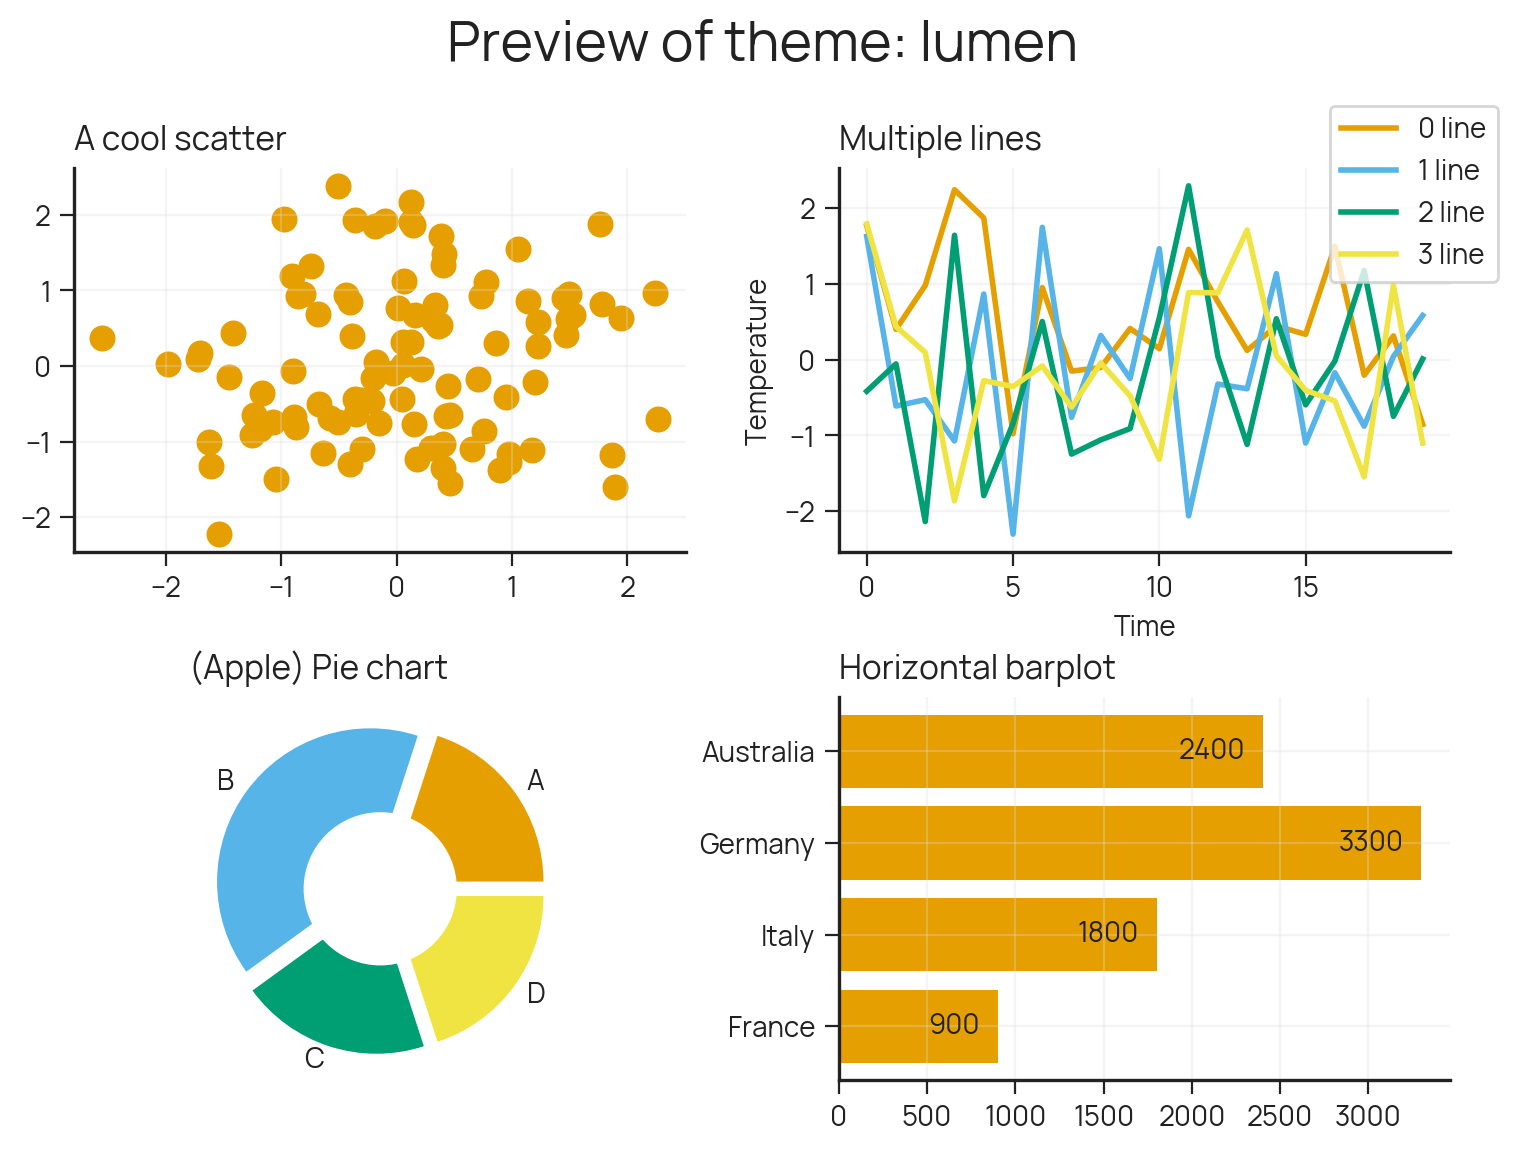 Preview of theme: lumen
A cool scatter
2
1
0
−1
−2
−2 −1 0 1 2
Multiple lines
0 line
1 line
2 line
3 line
Temperature
2
1
0
−1
−2
0 5 10 15
Time
(Apple) Pie chart
B
A
D
C
Horizontal barplot
Australia 2400
Germany 3300
Italy 1800
France 900
0 500 1000 1500 2000 2500 3000